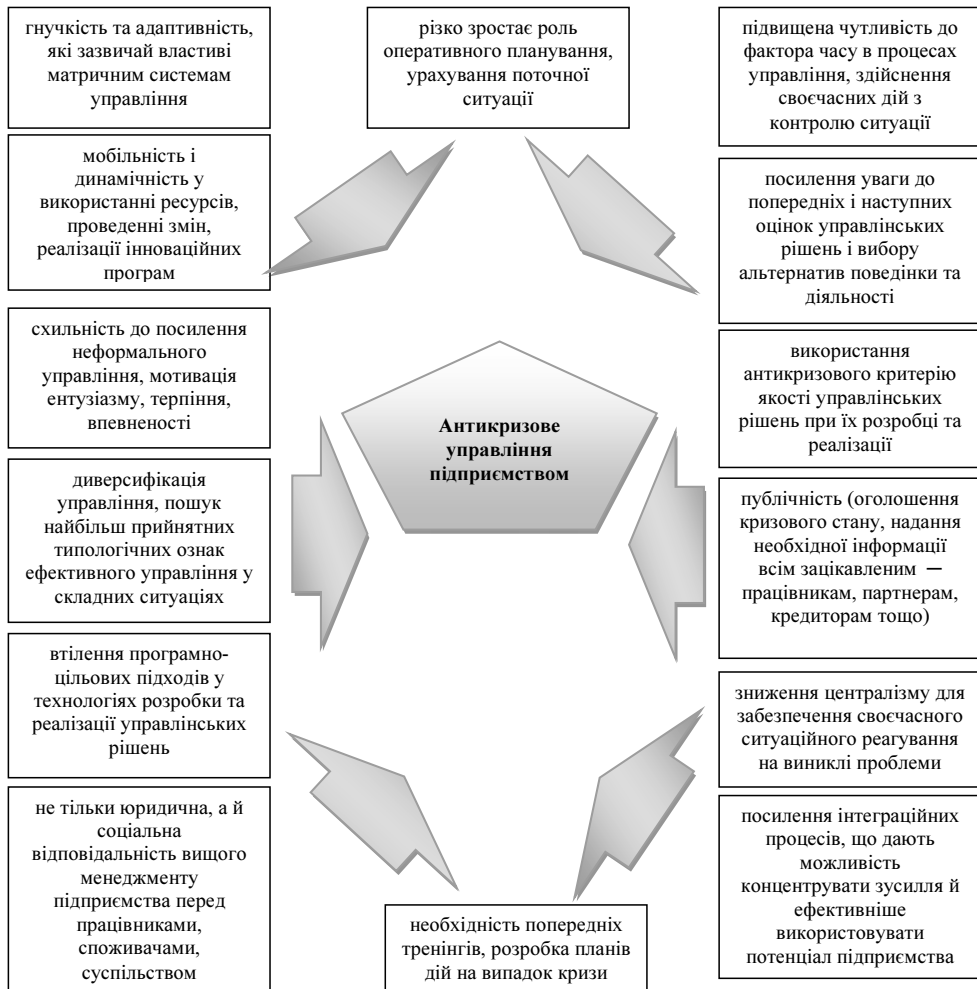 гнучкість та адаптивність,
які зазвичай властиві
матричним системам
управління
різко зростає роль
оперативного планування,
урахування поточної
ситуації
підвищена чутливість до
фактора часу в процесах
управління, здійснення
своєчасних дій з
контролю ситуації
мобільність і
динамічність у
використанні ресурсів,
проведенні змін,
реалізації інноваційних
програм
посилення уваги до
попередніх і наступних
оцінок управлінських
рішень і вибору
альтернатив поведінки та
діяльності
схильність до посилення
неформального
управління, мотивація
ентузіазму, терпіння,
впевненості
Антикризове
управління
підприємством
використання
антикризового критерію
якості управлінських
рішень при їх розробці та
реалізації
диверсифікація
управління, пошук
найбільш прийнятних
типологічних ознак
ефективного управління у
складних ситуаціях
публічність (оголошення
кризового стану, надання
необхідної інформації
всім зацікавленим —
працівникам, партнерам,
кредиторам тощо)
втілення програмно-
цільових підходів у
технологіях розробки та
реалізації управлінських
рішень
зниження централізму для
забезпечення своєчасного
ситуаційного реагування
на виниклі проблеми
не тільки юридична, а й
соціальна
відповідальність вищого
менеджменту
підприємства перед
працівниками,
споживачами,
суспільством
необхідність попередніх
тренінгів, розробка планів
дій на випадок кризи
посилення інтеграційних
процесів, що дають
можливість
концентрувати зусилля й
ефективніше
використовувати
потенціал підприємства